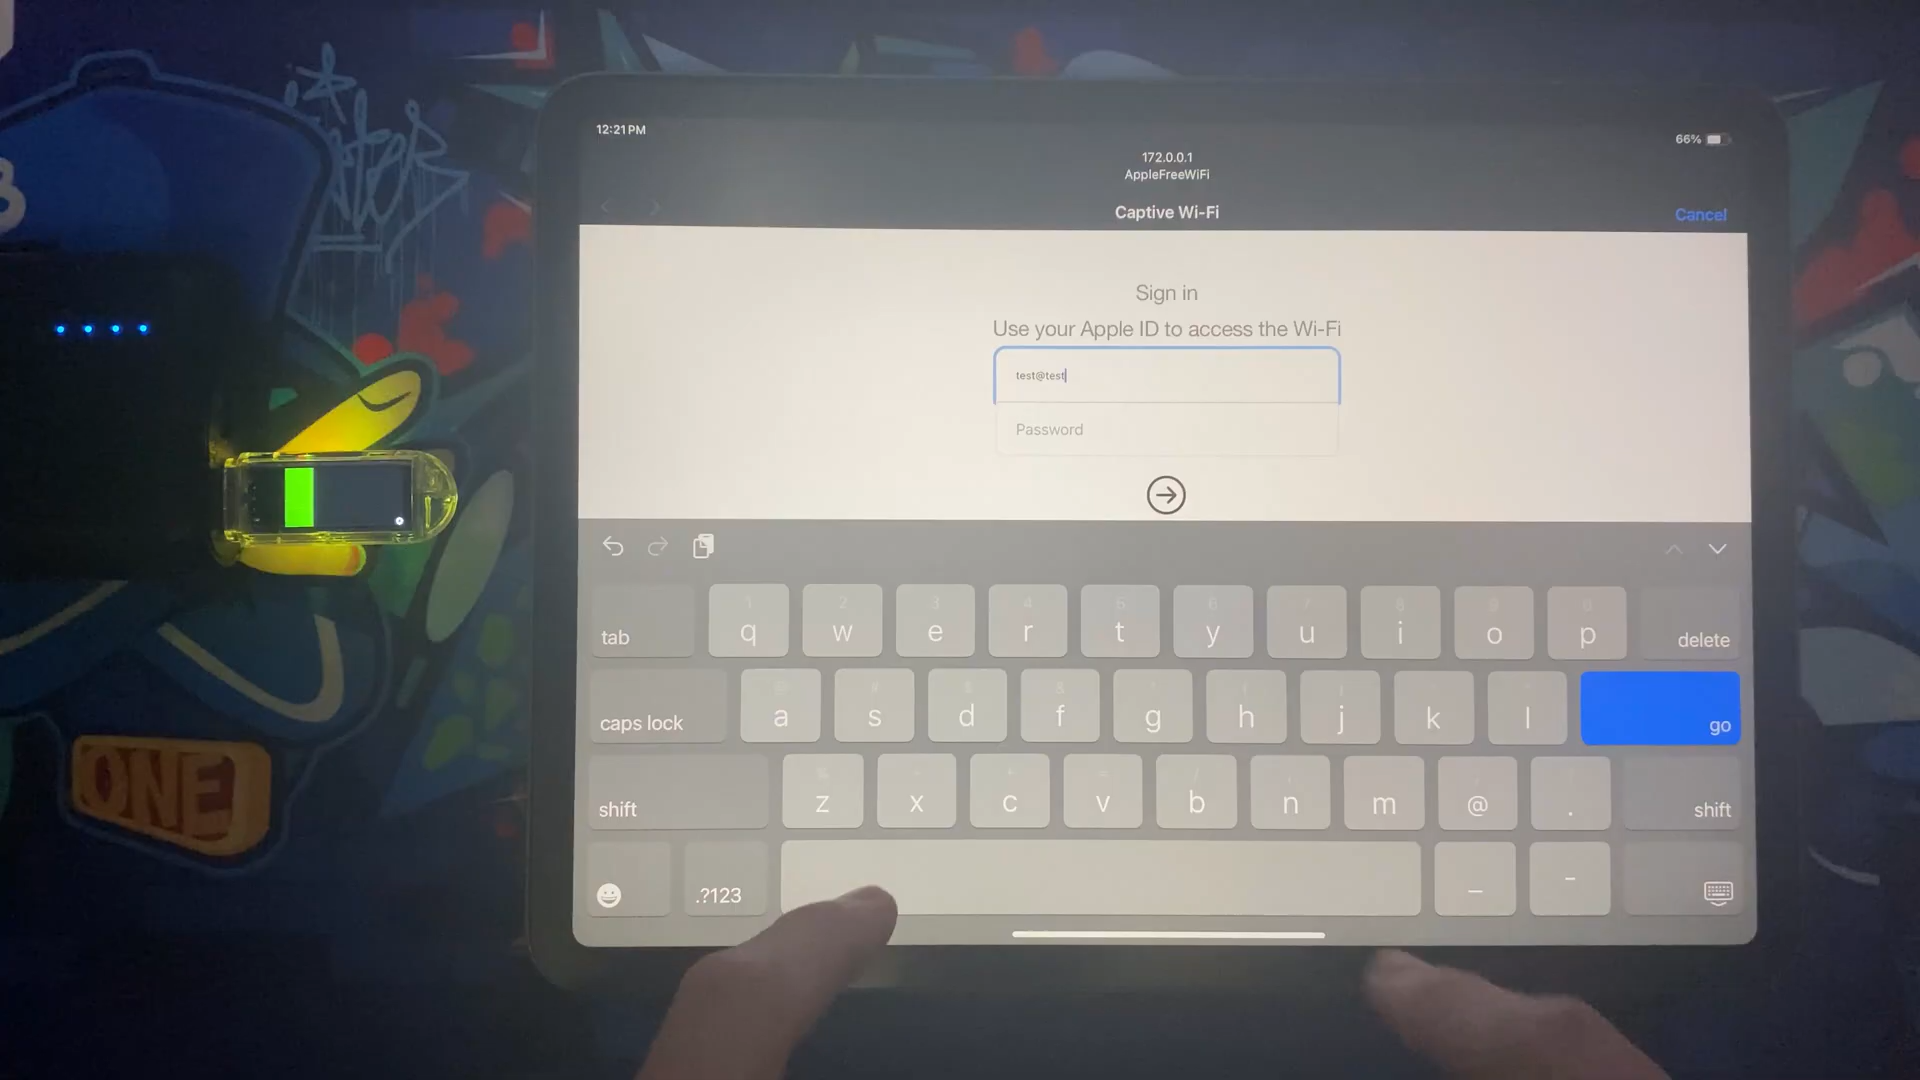 12:21 PM
66%
172.0.0.1
AppleFreeWiFi
Captive Wi-Fi
Cancel
Sign in
Use your Apple ID to access the Wi-Fi
test@test
Password
tab
q w e r t y u i o p
delete
caps lock
a s d f g h j k l
go
shift
z x c v b n m @ .
shift
.?123
_ -
ONE